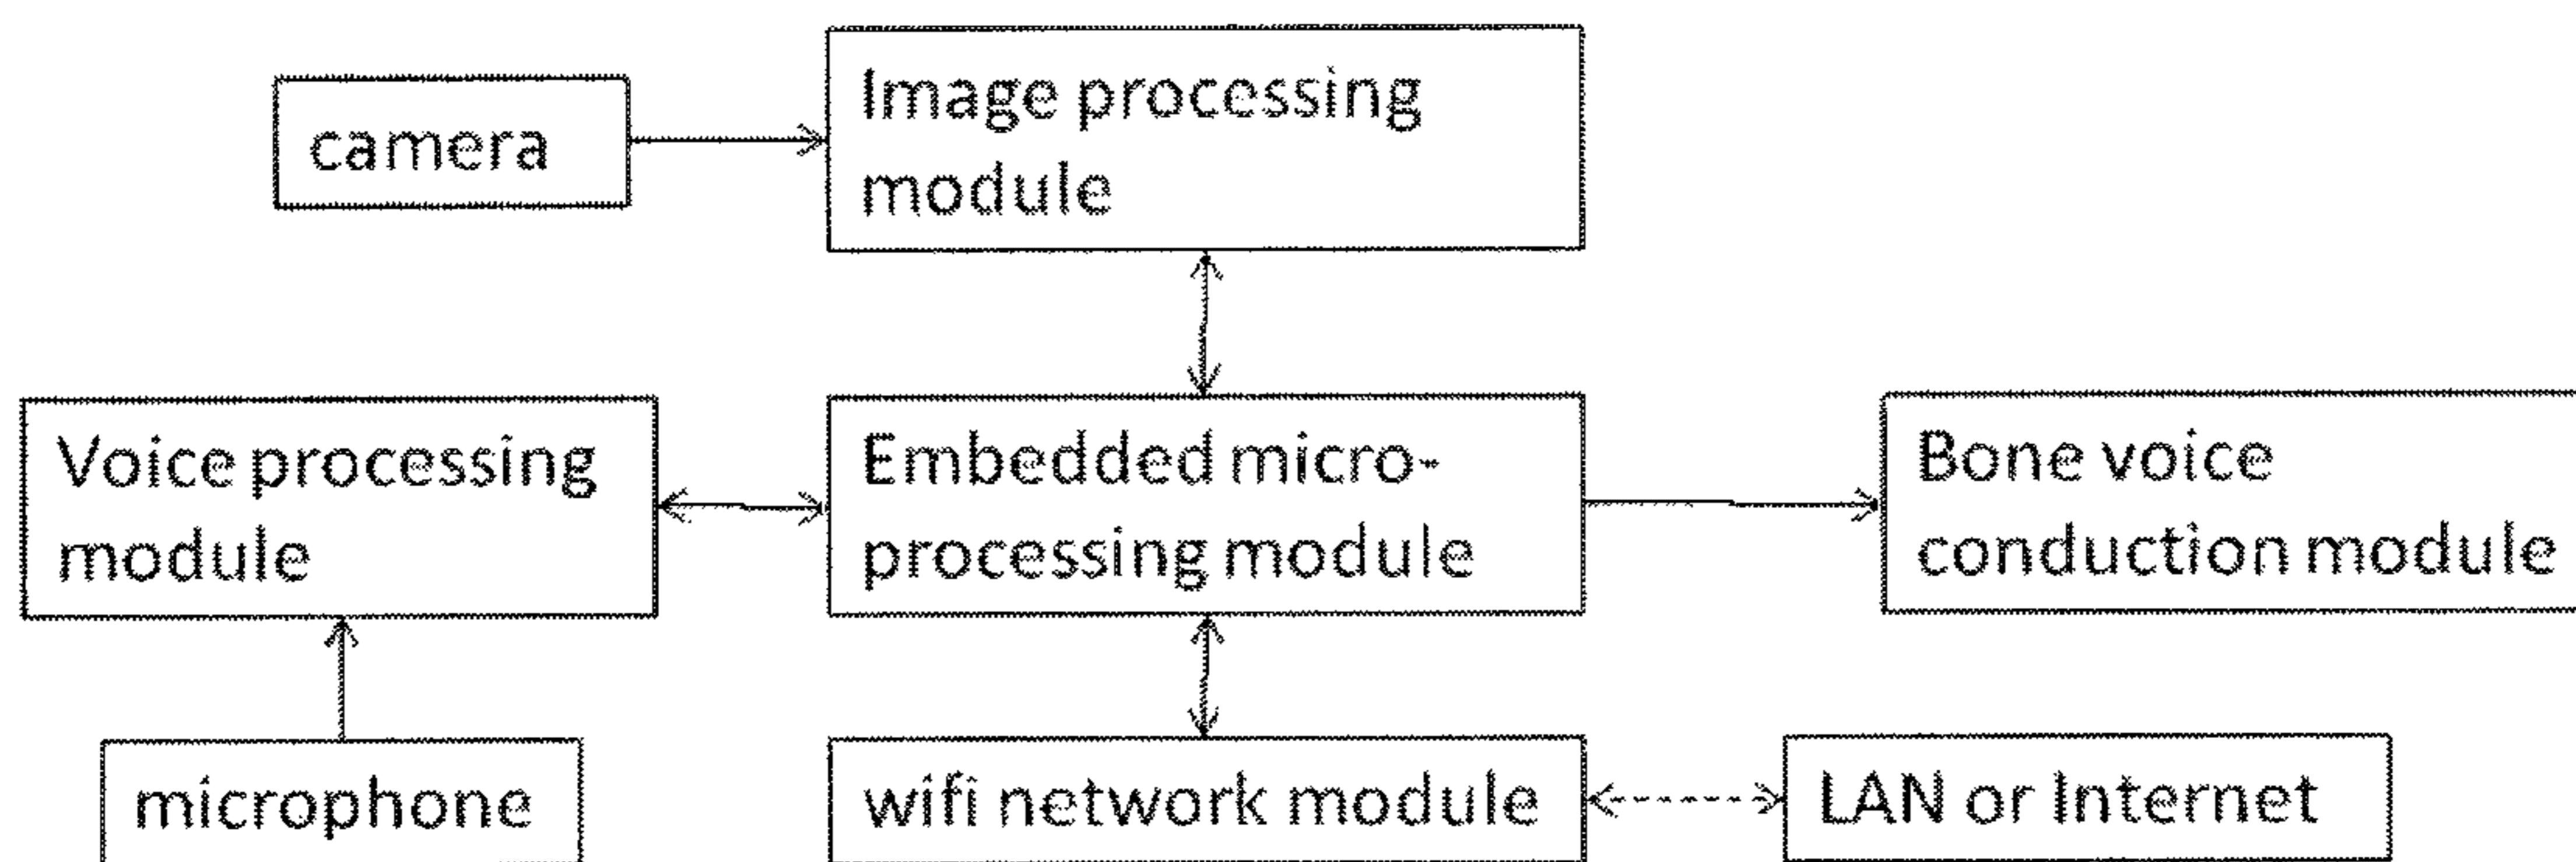 Image processing
module
camera
Voice processing
module
Embedded micro-
processing module
Bone voice
conduction module
microphone
wifi network module
LAN or Internet